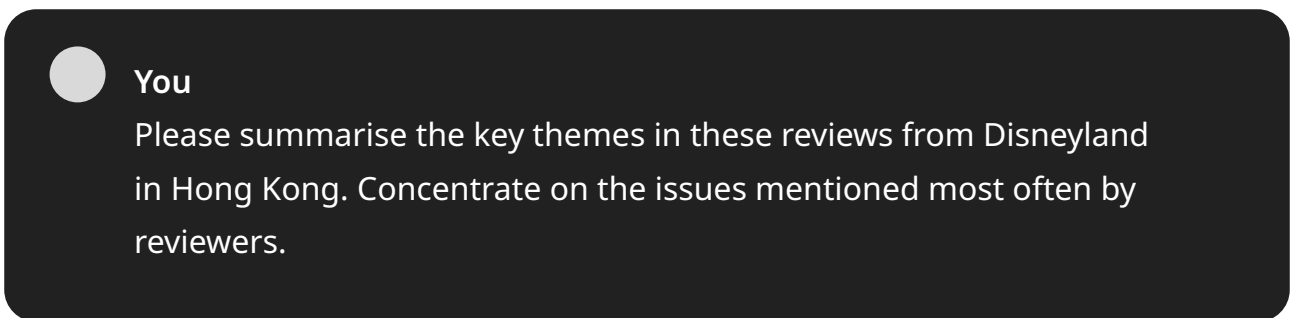 You
Please summarise the key themes in these reviews from Disneyland
in Hong Kong. Concentrate on the issues mentioned most often by
reviewers.